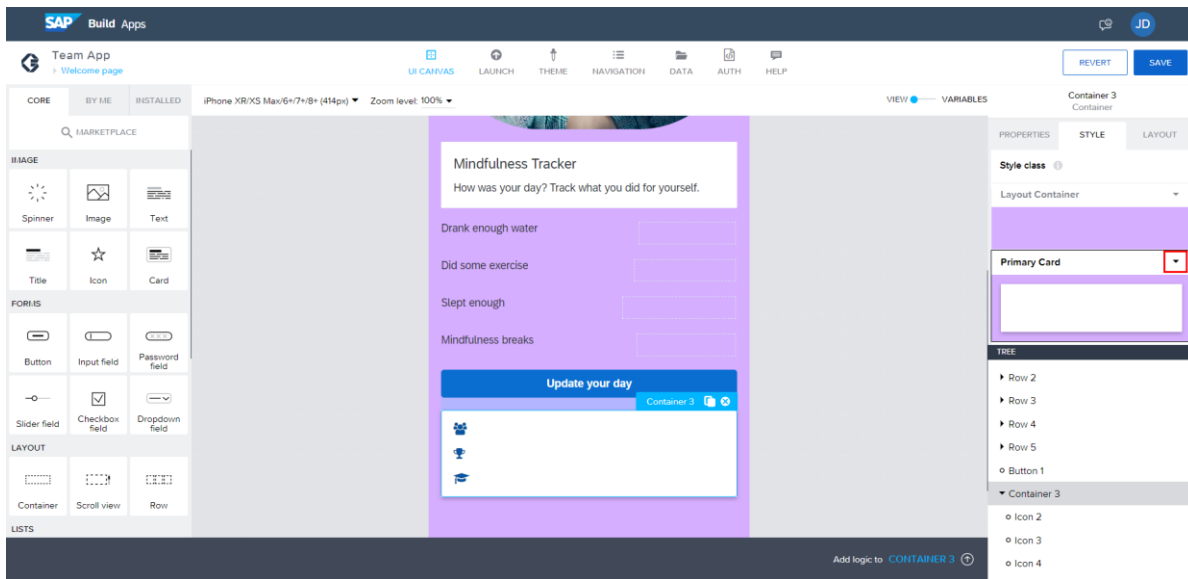 SAP Build Apps
JD
Team App
Welcome page
UI CANVAS LAUNCH THEME NAVIGATION DATA AUTH HELP
REVERT SAVE
CORE BY ME INSTALLED
iPhone XR/XS Max/6+/7+/8+ (414px) Zoom level: 100%
VIEW VARIABLES
Container 3
Container
MARKETPLACE
PROPERTIES STYLE LAYOUT
IMAGE
Spinner Image Text
Title Icon Card
FORMS
Button Input field Password field
Slider field Checkbox field Dropdown field
LAYOUT
Container Scroll view Row
LISTS
Mindfulness Tracker
How was your day? Track what you did for yourself.
Drank enough water
Did some exercise
Slept enough
Mindfulness breaks
Update your day
Container 3
Style class
Layout Container
Primary Card
TREE
Row 2
Row 3
Row 4
Row 5
Button 1
Container 3
Icon 2
Icon 3
Icon 4
Add logic to CONTAINER 3